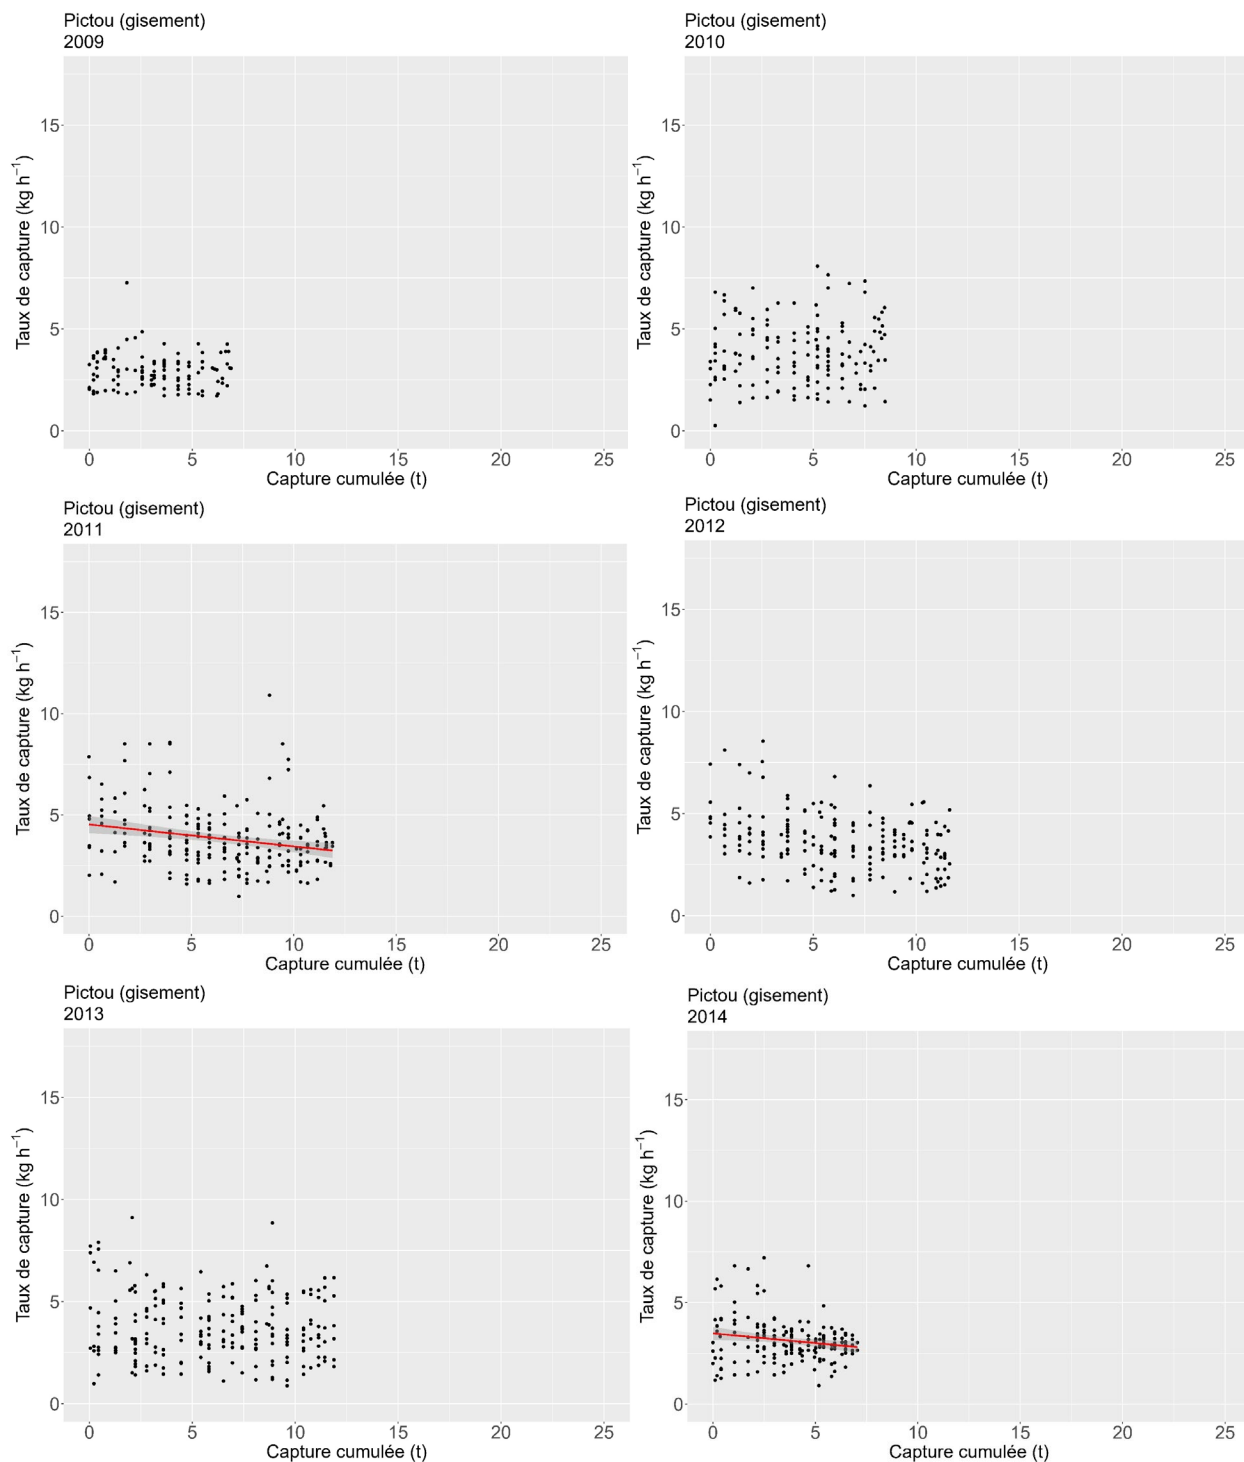 Pictou (gisement)
2009
Taux de capture (kg h⁻¹)
15
10
5
0
0 5 10 15 20 25
Capture cumulée (t)
Pictou (gisement)
2010
Taux de capture (kg h⁻¹)
15
10
5
0
0 5 10 15 20 25
Capture cumulée (t)
Pictou (gisement)
2011
Taux de capture (kg h⁻¹)
15
10
5
0
0 5 10 15 20 25
Capture cumulée (t)
Pictou (gisement)
2012
Taux de capture (kg h⁻¹)
15
10
5
0
0 5 10 15 20 25
Capture cumulée (t)
Pictou (gisement)
2013
Taux de capture (kg h⁻¹)
15
10
5
0
0 5 10 15 20 25
Capture cumulée (t)
Pictou (gisement)
2014
Taux de capture (kg h⁻¹)
15
10
5
0
0 5 10 15 20 25
Capture cumulée (t)